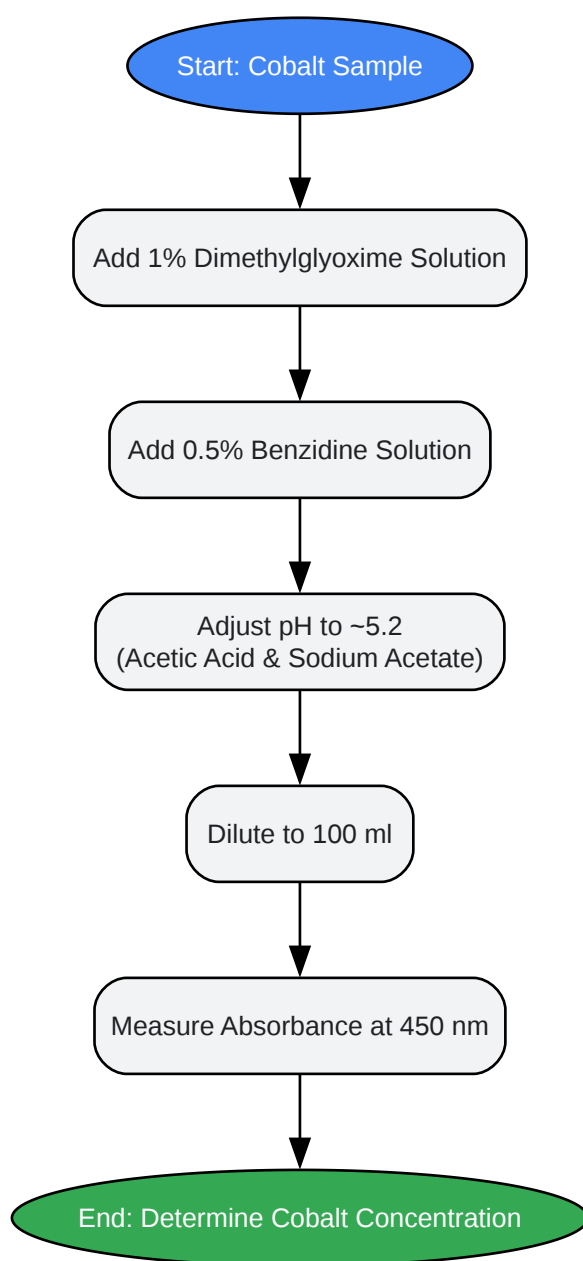 Start: Cobalt Sample
Add 1% Dimethylglyoxime Solution
Add 0.5% Benzidine Solution
Adjust pH to ~5.2
(Acetic Acid & Sodium Acetate)
Dilute to 100 ml
Measure Absorbance at 450 nm
End: Determine Cobalt Concentration